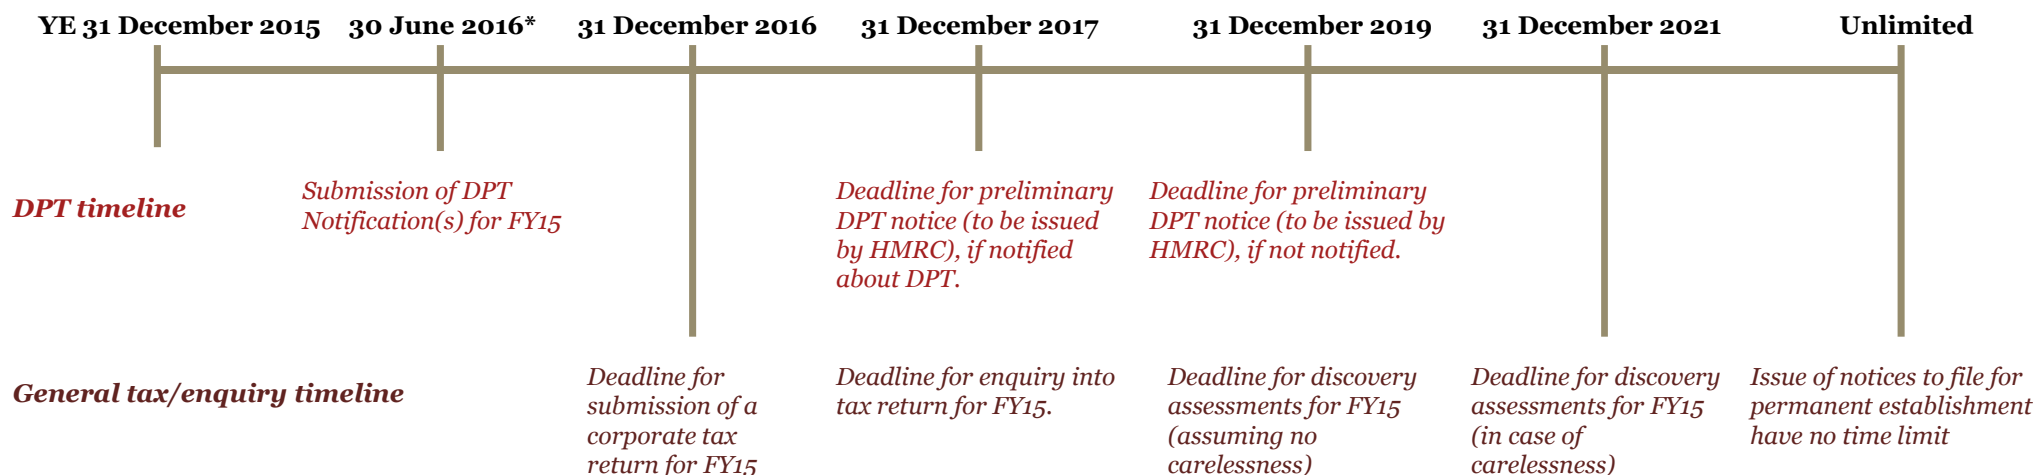 YE 31 December 2015
30 June 2016*
31 December 2016
31 December 2017
31 December 2019
31 December 2021
Unlimited
DPT timeline
Submission of DPT
Notification(s) for FY15
Deadline for preliminary
DPT notice (to be issued
by HMRC), if notified
about DPT.
Deadline for preliminary
DPT notice (to be issued by
HMRC), if not notified.
General tax/enquiry timeline
Deadline for
submission of a
corporate tax
return for FY15
Deadline for enquiry into
tax return for FY15.
Deadline for discovery
assessments for FY15
(assuming no
carelessness)
Deadline for discovery
assessments for FY15
(in case of
carelessness)
Issue of notices to file for
permanent establishment
have no time limit